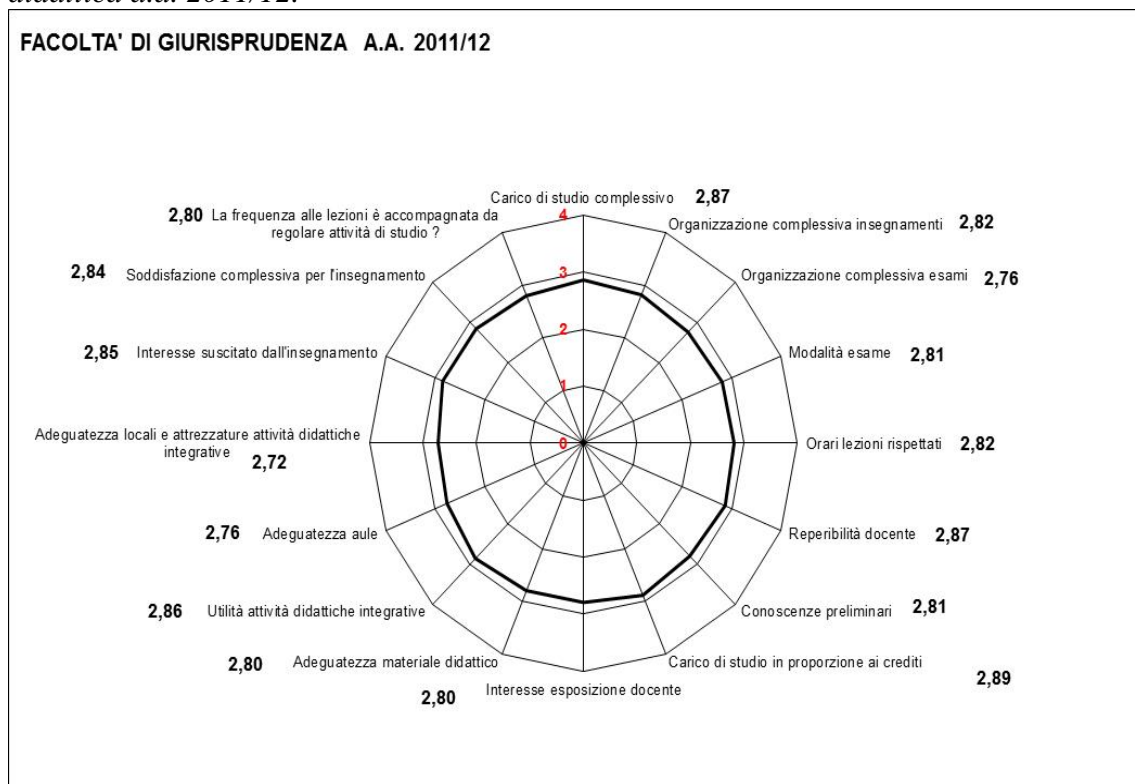 didattica a.a. 2011/12.
FACOLTA' DI GIURISPRUDENZA A.A. 2011/12
Carico di studio complessivo 2,87
2,80 La frequenza alle lezioni è accompagnata da
regolare attività di studio ?
4
Organizzazione complessiva insegnamenti 2,82
2,84 Soddisfazione complessiva per l'insegnamento
3
Organizzazione complessiva esami 2,76
2
2,85 Interesse suscitato dall'insegnamento
Modalità esame 2,81
1
Adeguatezza locali e attrezzature attività didattiche
integrative 2,72
0
Orari lezioni rispettati 2,82
2,76 Adeguatezza aule
Reperibilità docente 2,87
2,86 Utilità attività didattiche integrative
Conoscenze preliminari 2,81
2,80 Adeguatezza materiale didattico
Carico di studio in proporzione ai crediti 2,89
Interesse esposizione docente
2,80